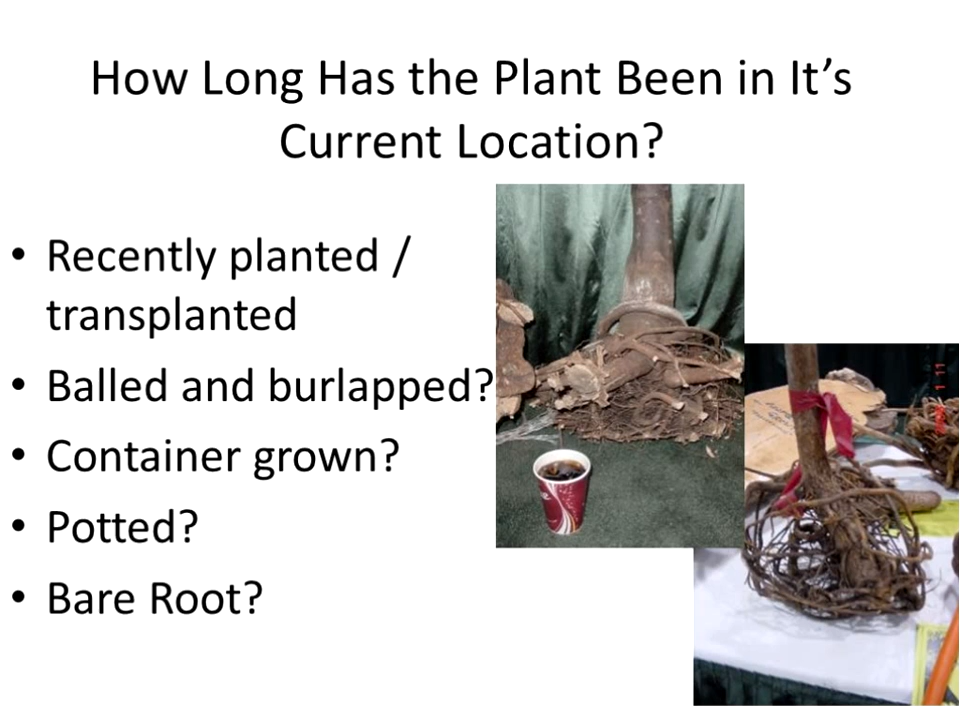 How Long Has the Plant Been in It’s
Current Location?
• Recently planted /
transplanted
• Balled and burlapped?
• Container grown?
• Potted?
• Bare Root?